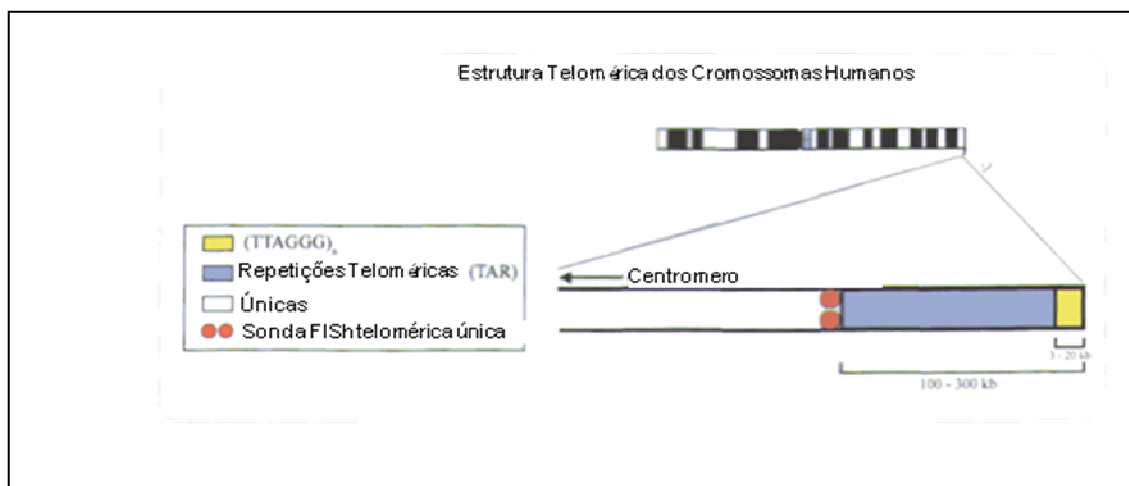 Estrutura Telomérica dos Cromossomas Humanos
(TTAGGG)n
Repetições Teloméricas (TAR)
Únicas
Sonda FISh telomérica única
Centromero
3 - 20 kb
100 - 300 kb